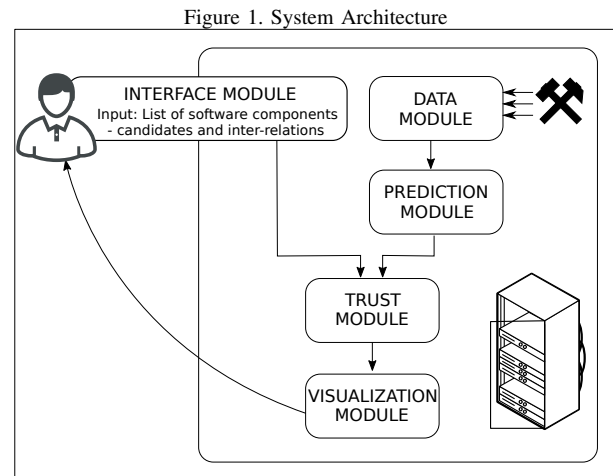 Figure 1. System Architecture
INTERFACE MODULE
Input: List of software components
- candidates and inter-relations
DATA
MODULE
PREDICTION
MODULE
TRUST
MODULE
VISUALIZATION
MODULE